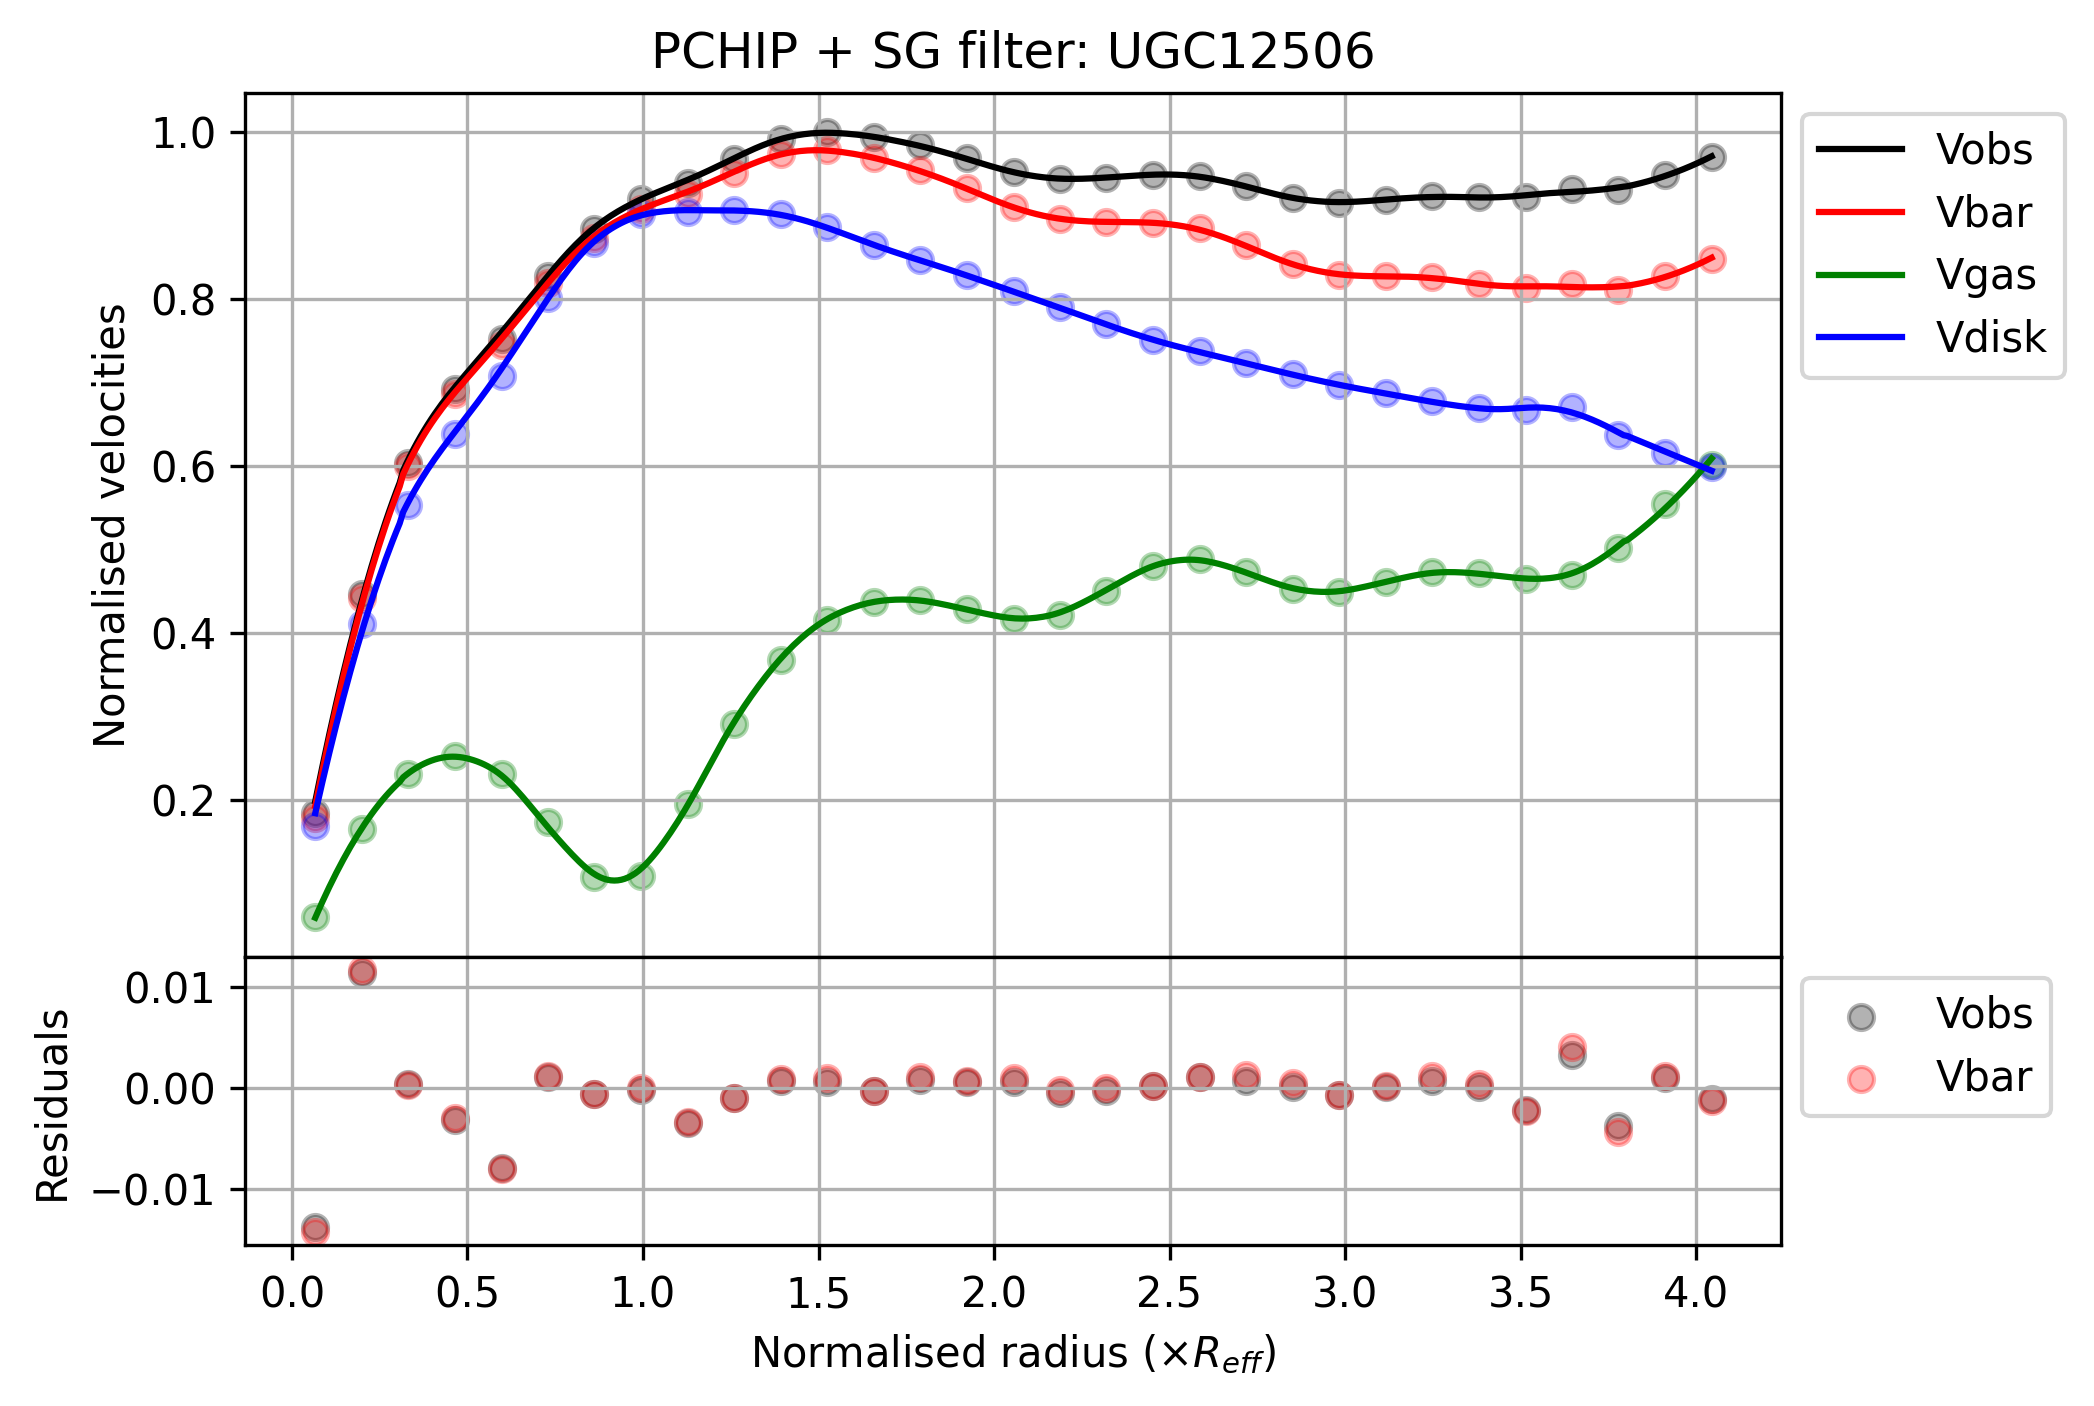 PCHIP + SG filter: UGC12506
Normalised velocities
1.0
0.8
0.6
0.4
0.2
Vobs
Vbar
Vgas
Vdisk
Residuals
0.01
0.00
−0.01
Vobs
Vbar
0.0 0.5 1.0 1.5 2.0 2.5 3.0 3.5 4.0
Normalised radius (×R_eff)